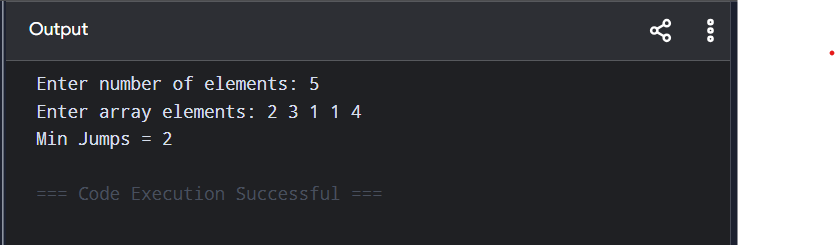 Output
Enter number of elements: 5
Enter array elements: 2 3 1 1 4
Min Jumps = 2
=== Code Execution Successful ===